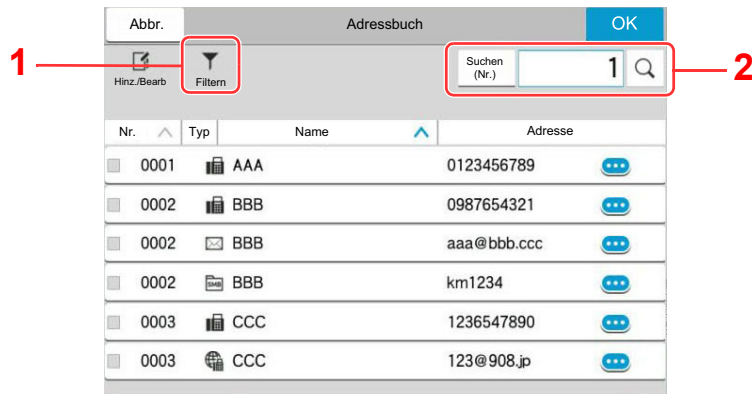 Abbr. Adressbuch OK
1 Hinz./Bearb Filtern Suchen (Nr.) 1 2
Nr. Typ Name Adresse
0001 AAA 0123456789
0002 BBB 0987654321
0002 BBB aaa@bbb.ccc
0002 SMB BBB km1234
0003 CCC 1236547890
0003 CCC 123@908.jp